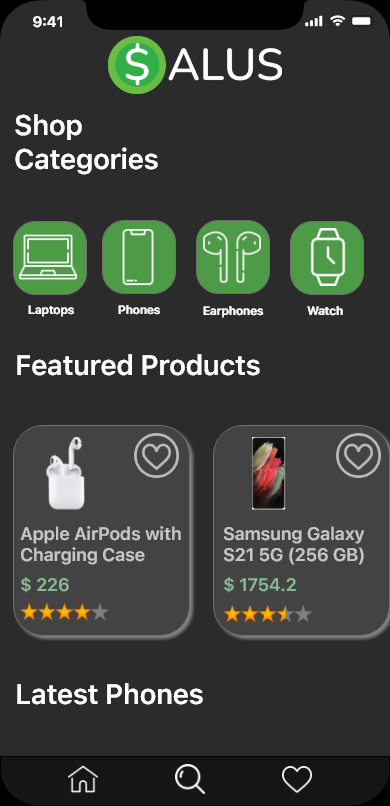 9:41
$ALUS
Shop
Categories
Laptops
Phones
Earphones
Watch
Featured Products
Apple AirPods with
Charging Case
$ 226
Samsung Galaxy
S21 5G (256 GB)
$ 1754.2
Latest Phones